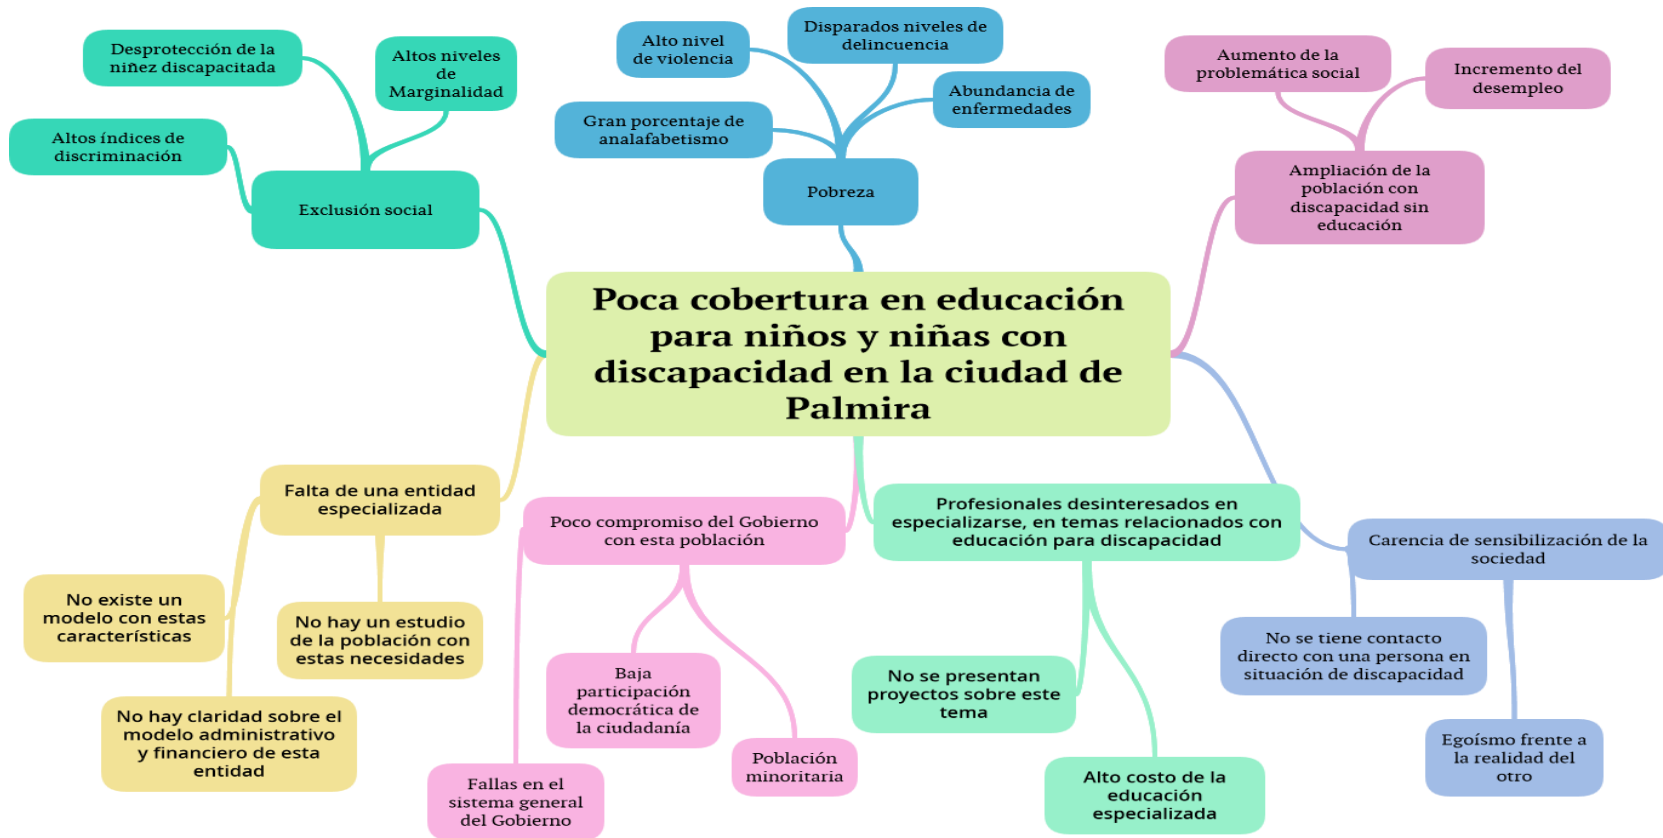 Desprotección de la
niñez discapacitada
Altos niveles
de
Marginalidad
Altos índices de
discriminación
Exclusión social
Alto nivel
de violencia
Disparados niveles de
delincuencia
Gran porcentaje de
analafabetismo
Abundancia de
enfermedades
Pobreza
Aumento de la
problemática social
Incremento del
desempleo
Ampliación de la
población con
discapacidad sin
educación
Poca cobertura en educación
para niños y niñas con
discapacidad en la ciudad de
Palmira
Falta de una entidad
especializada
No existe un
modelo con estas
características
No hay un estudio
de la población con
estas necesidades
No hay claridad sobre el
modelo administrativo
y financiero de esta
entidad
Poco compromiso del Gobierno
con esta población
Baja
participación
democrática de
la ciudadanía
Población
minoritaria
Fallas en el
sistema general
del Gobierno
Profesionales desinteresados en
especializarse, en temas relacionados con
educación para discapacidad
No se presentan
proyectos sobre este
tema
Alto costo de la
educación
especializada
Carencia de sensibilización de la
sociedad
No se tiene contacto
directo con una persona en
situación de discapacidad
Egoísmo frente a
la realidad del
otro